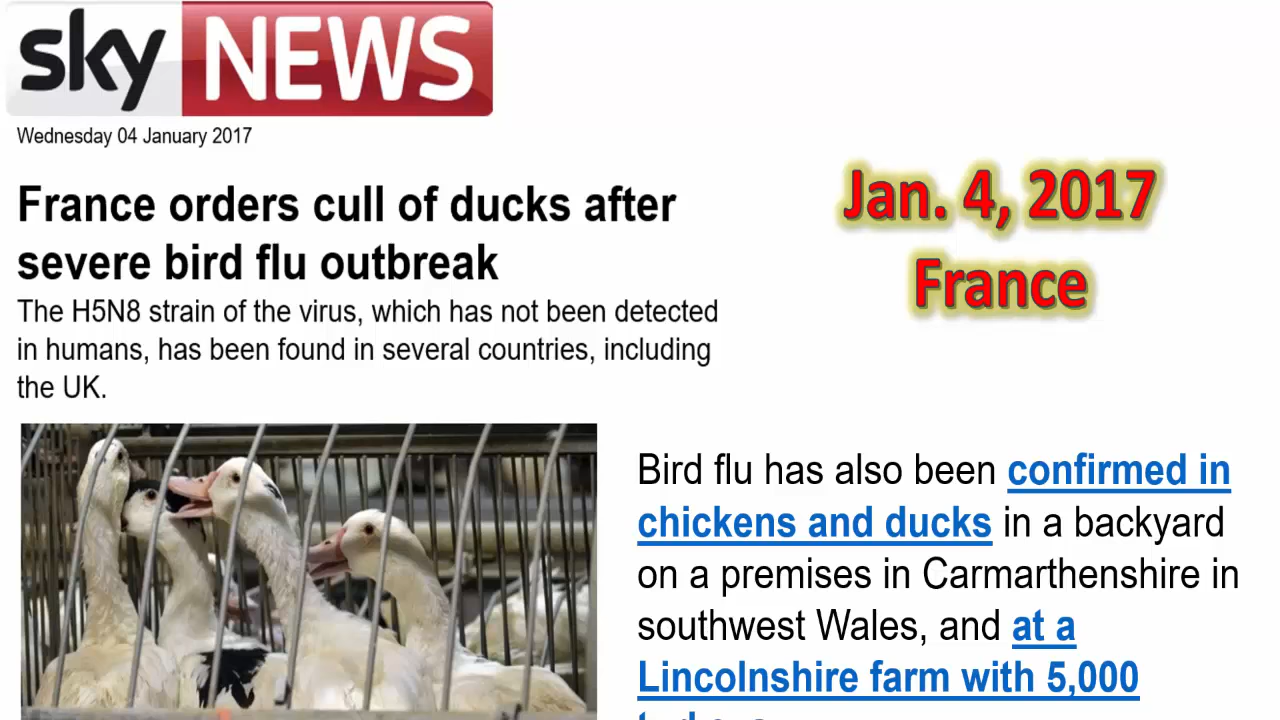 sky NEWS
Wednesday 04 January 2017
France orders cull of ducks after
severe bird flu outbreak
The H5N8 strain of the virus, which has not been detected
in humans, has been found in several countries, including
the UK.
Jan. 4, 2017
France
Bird flu has also been confirmed in
chickens and ducks in a backyard
on a premises in Carmarthenshire in
southwest Wales, and at a
Lincolnshire farm with 5,000